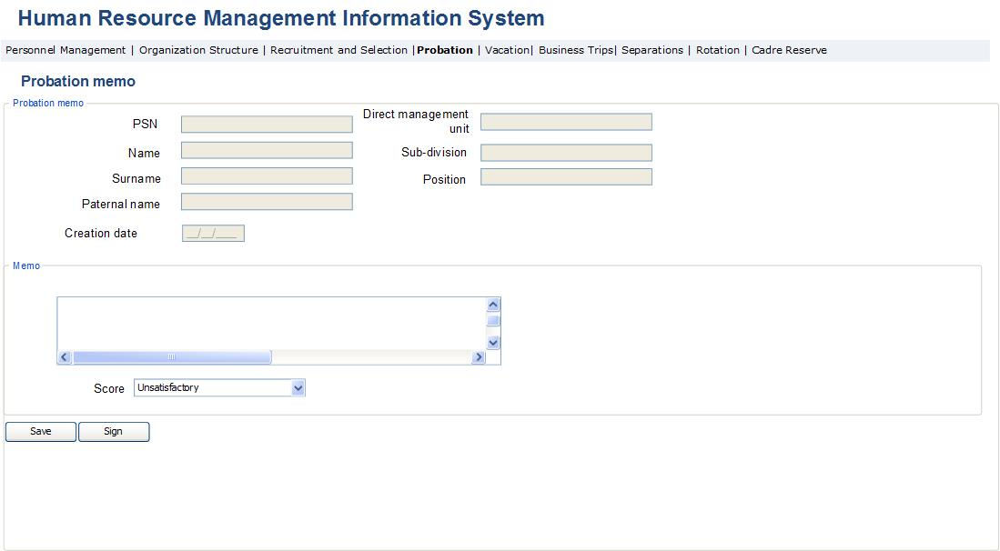 Human Resource Management Information System
Personnel Management | Organization Structure | Recruitment and Selection |Probation | Vacation| Business Trips| Separations | Rotation | Cadre Reserve
Probation memo
Probation memo
PSN
Direct management
unit
Name
Sub-division
Surname
Position
Paternal name
Creation date
__/__/____
Memo
Score
Unsatisfactory
Save
Sign